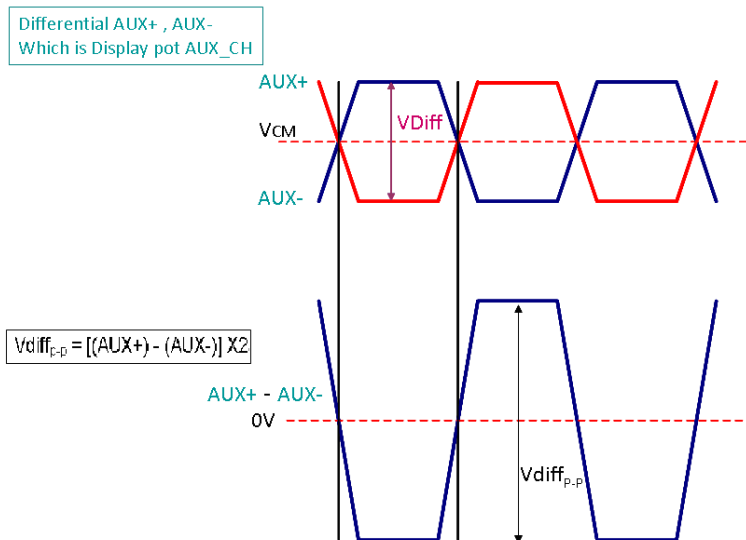 Differential AUX+ , AUX-
Which is Display pot AUX_CH
AUX+
VDiff
VCM
AUX-
Vdiffp-p = [(AUX+) - (AUX-)] X2
AUX+ - AUX-
0V
VdiffP-P